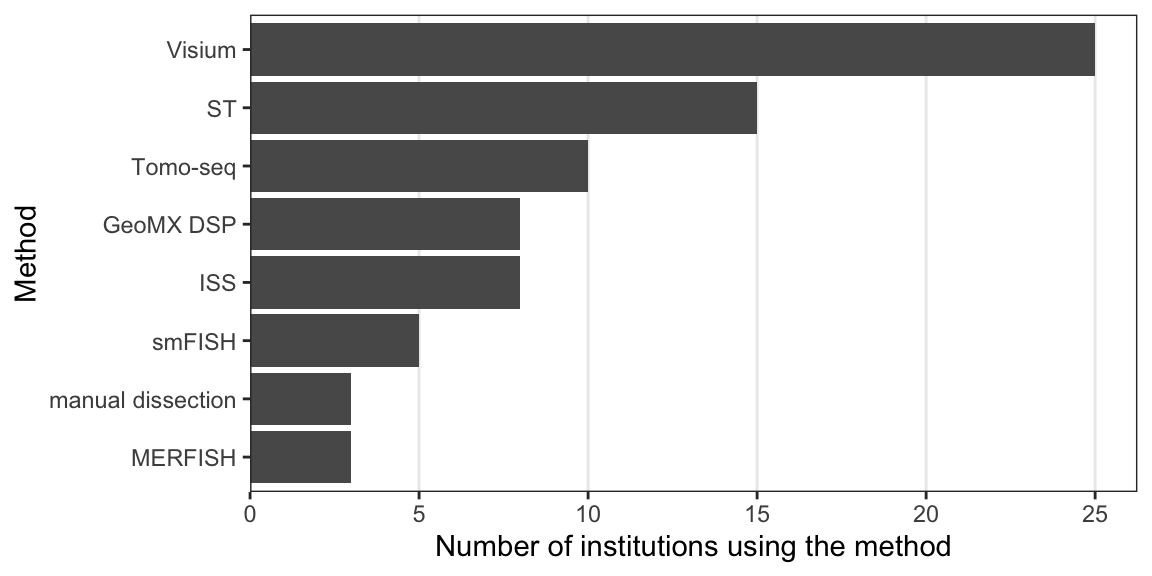 Method
Visium
ST
Tomo-seq
GeoMX DSP
ISS
smFISH
manual dissection
MERFISH
0 5 10 15 20 25
Number of institutions using the method